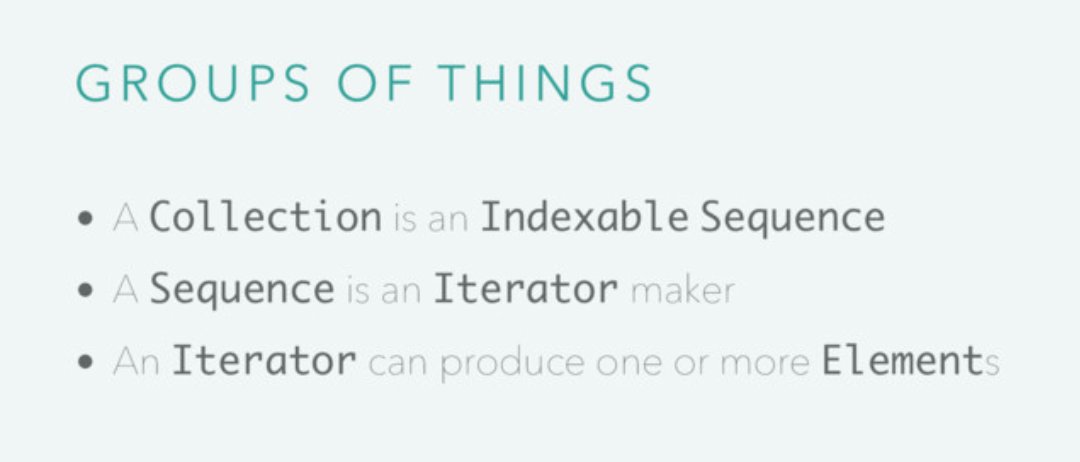 GROUPS OF THINGS
• A Collection is an Indexable Sequence
• A Sequence is an Iterator maker
• An Iterator can produce one or more Elements